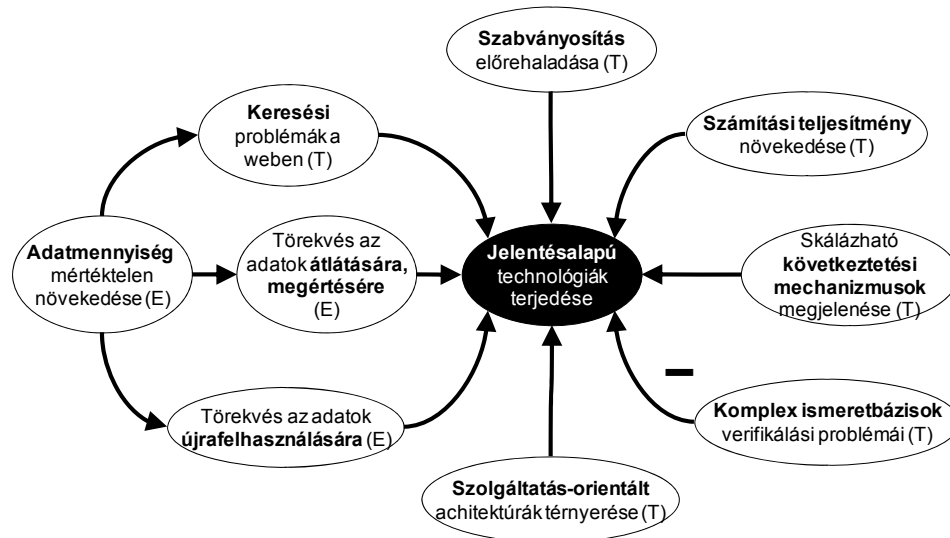 Szabványosítás
előrehaladása (T)
Keresési
problémák a
weben (T)
Számítási teljesítmény
növekedése (T)
Adatmennyiség
mértéktelen
növekedése (E)
Törekvés az
adatok átlátására,
megértésére
(E)
Jelentésalapú
technológiák
terjedése
Skálázható
következtetési
mechanizmusok
megjelenése (T)
–
Törekvés az adatok
újrafelhasználására (E)
Komplex ismeretbázisok
verifikálási problémái (T)
Szolgáltatás-orientált
achitektúrák térnyerése (T)